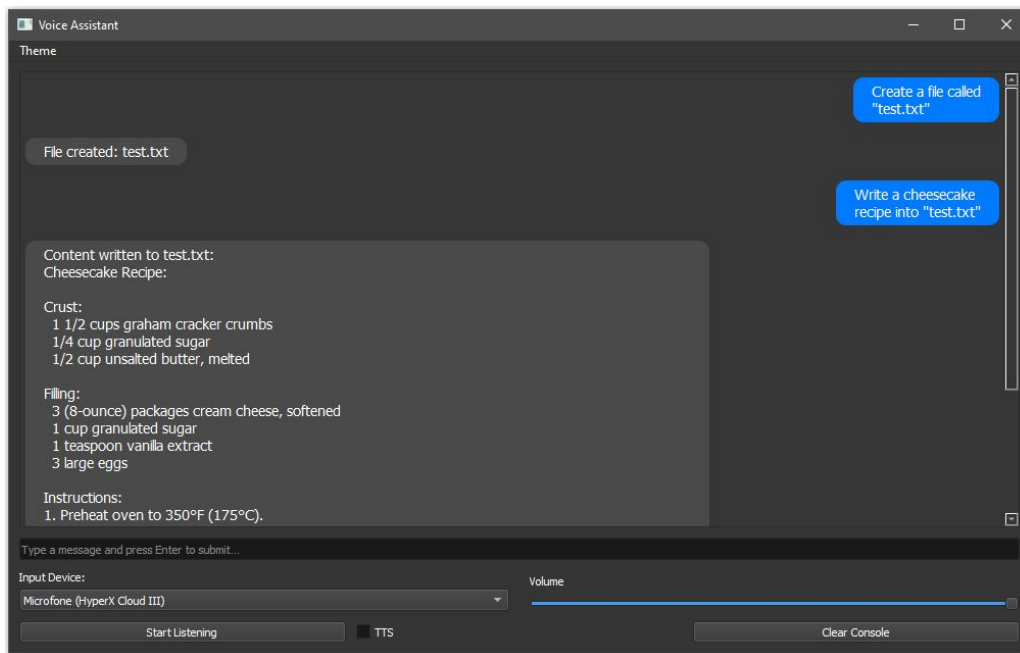 Voice Assistant
Theme
Create a file called
"test.txt"
File created: test.txt
Write a cheesecake
recipe into "test.txt"
Content written to test.txt:
Cheesecake Recipe:
Crust:
1 1/2 cups graham cracker crumbs
1/4 cup granulated sugar
1/2 cup unsalted butter, melted
Filling:
3 (8-ounce) packages cream cheese, softened
1 cup granulated sugar
1 teaspoon vanilla extract
3 large eggs
Instructions:
1. Preheat oven to 350°F (175°C).
Type a message and press Enter to submit...
Input Device:
Volume
Microfone (HyperX Cloud III)
Start Listening
TTS
Clear Console